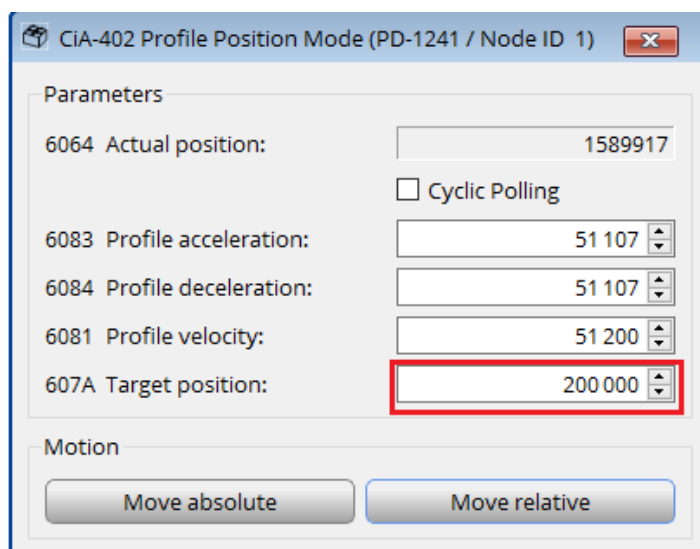 CiA-402 Profile Position Mode (PD-1241 / Node ID 1)
Parameters
6064 Actual position: 1589917
Cyclic Polling
6083 Profile acceleration: 51 107
6084 Profile deceleration: 51 107
6081 Profile velocity: 51 200
607A Target position: 200 000
Motion
Move absolute Move relative